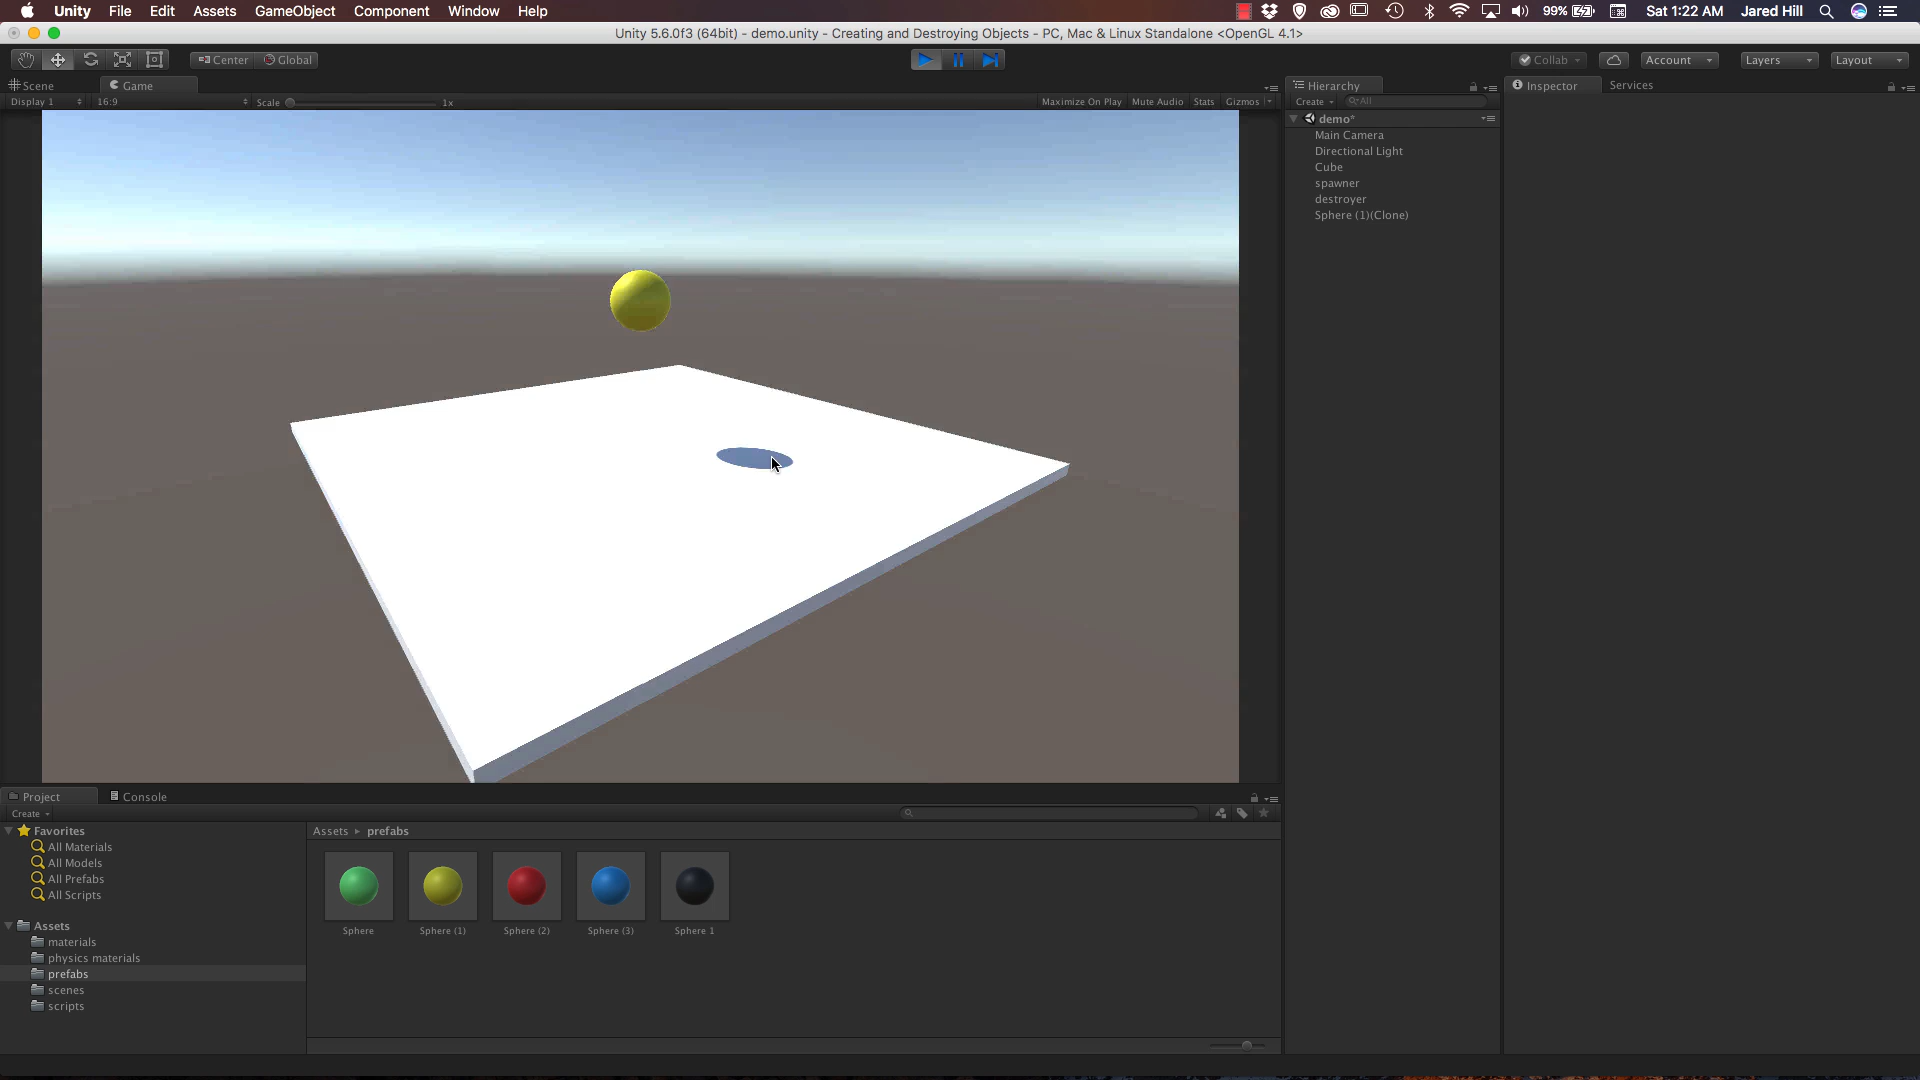 Unity File Edit Assets GameObject Component Window Help 99% Sat 1:22 AM Jared Hill
Unity 5.6.0f3 (64bit) - demo.unity - Creating and Destroying Objects - PC, Mac & Linux Standalone <OpenGL 4.1>
Center Global Collab Account Layers Layout
Scene Game Hierarchy Inspector Services
Display 1 16:9 Scale 1x Maximize On Play Mute Audio Stats Gizmos Create All
demo*
Main Camera
Directional Light
Cube
spawner
destroyer
Sphere (1)(Clone)
Project Console
Create
Favorites
All Materials
All Models
All Prefabs
All Scripts
Assets
materials
physics materials
prefabs
scenes
scripts
Assets prefabs
Sphere Sphere (1) Sphere (2) Sphere (3) Sphere 1